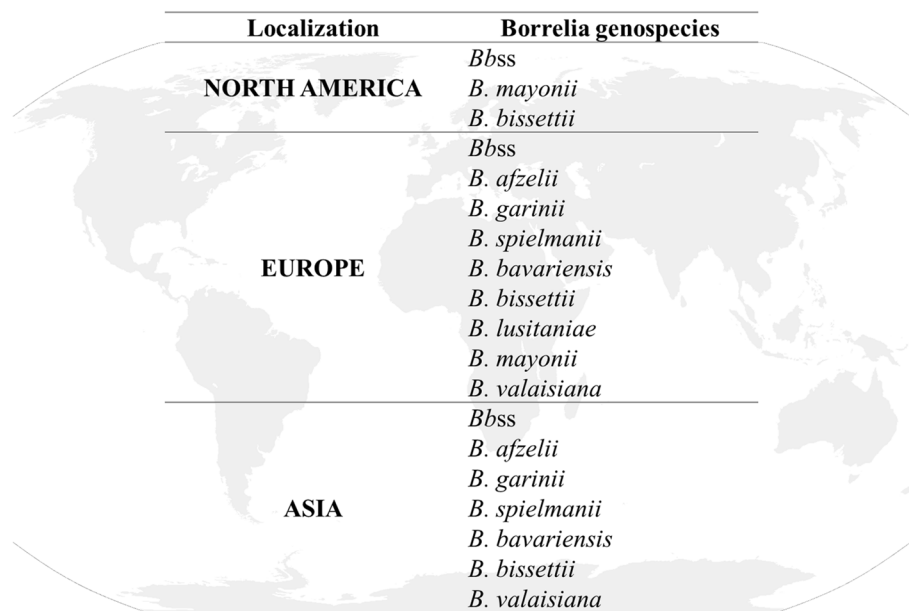 Localization Borrelia genospecies
NORTH AMERICA
Bbss
B. mayonii
B. bissettii
EUROPE
Bbss
B. afzelii
B. garinii
B. spielmanii
B. bavariensis
B. bissettii
B. lusitaniae
B. mayonii
B. valaisiana
ASIA
Bbss
B. afzelii
B. garinii
B. spielmanii
B. bavariensis
B. bissettii
B. valaisiana